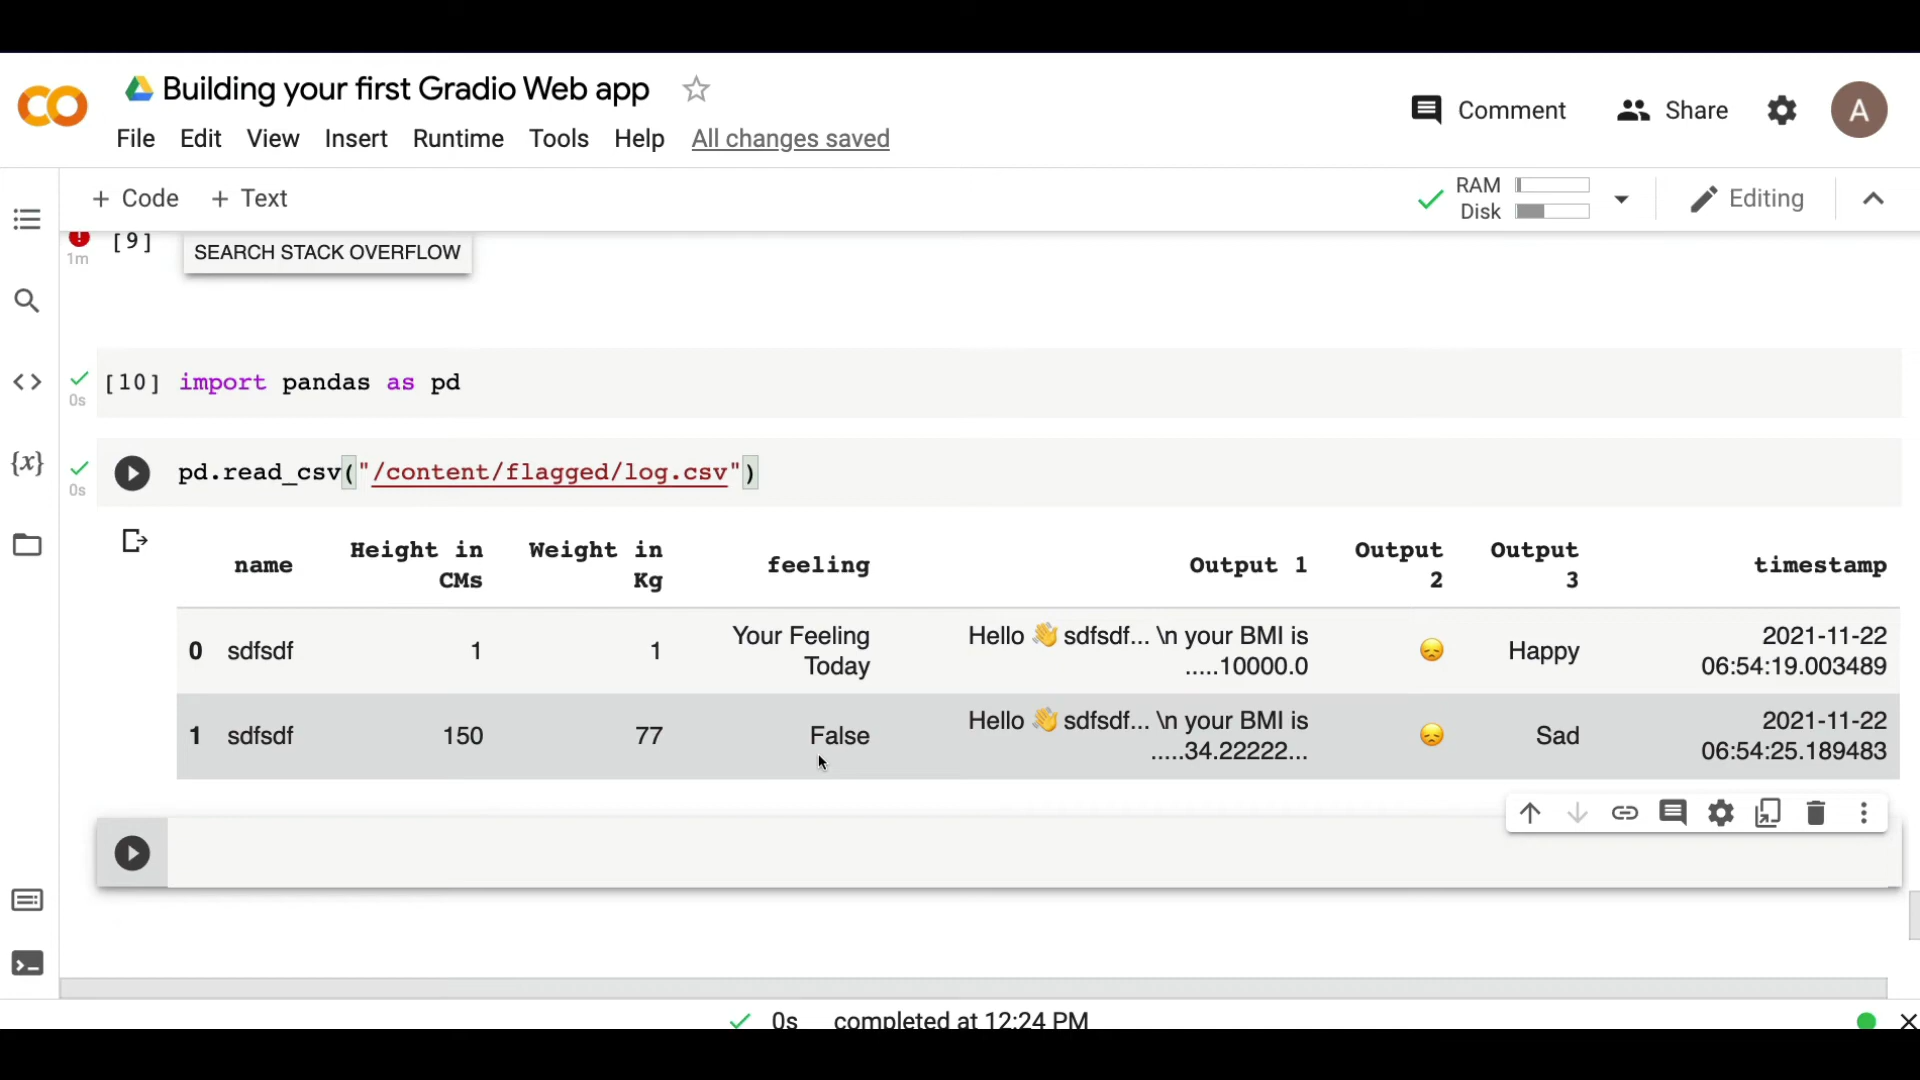 CO Building your first Gradio Web app
File Edit View Insert Runtime Tools Help All changes saved
Comment Share A
+ Code + Text
RAM
Disk
Editing
[9] SEARCH STACK OVERFLOW
1m
[10] import pandas as pd
0s
pd.read_csv("/content/flagged/log.csv")
0s
name Height in CMs Weight in Kg feeling Output 1 Output 2 Output 3 timestamp
0 sdfsdf 1 1 Your Feeling Today Hello 👋 sdfsdf... \n your BMI is .....10000.0 😞 Happy 2021-11-22 06:54:19.003489
1 sdfsdf 150 77 False Hello 👋 sdfsdf... \n your BMI is .....34.22222... 😞 Sad 2021-11-22 06:54:25.189483
{x}
0s completed at 12:24 PM